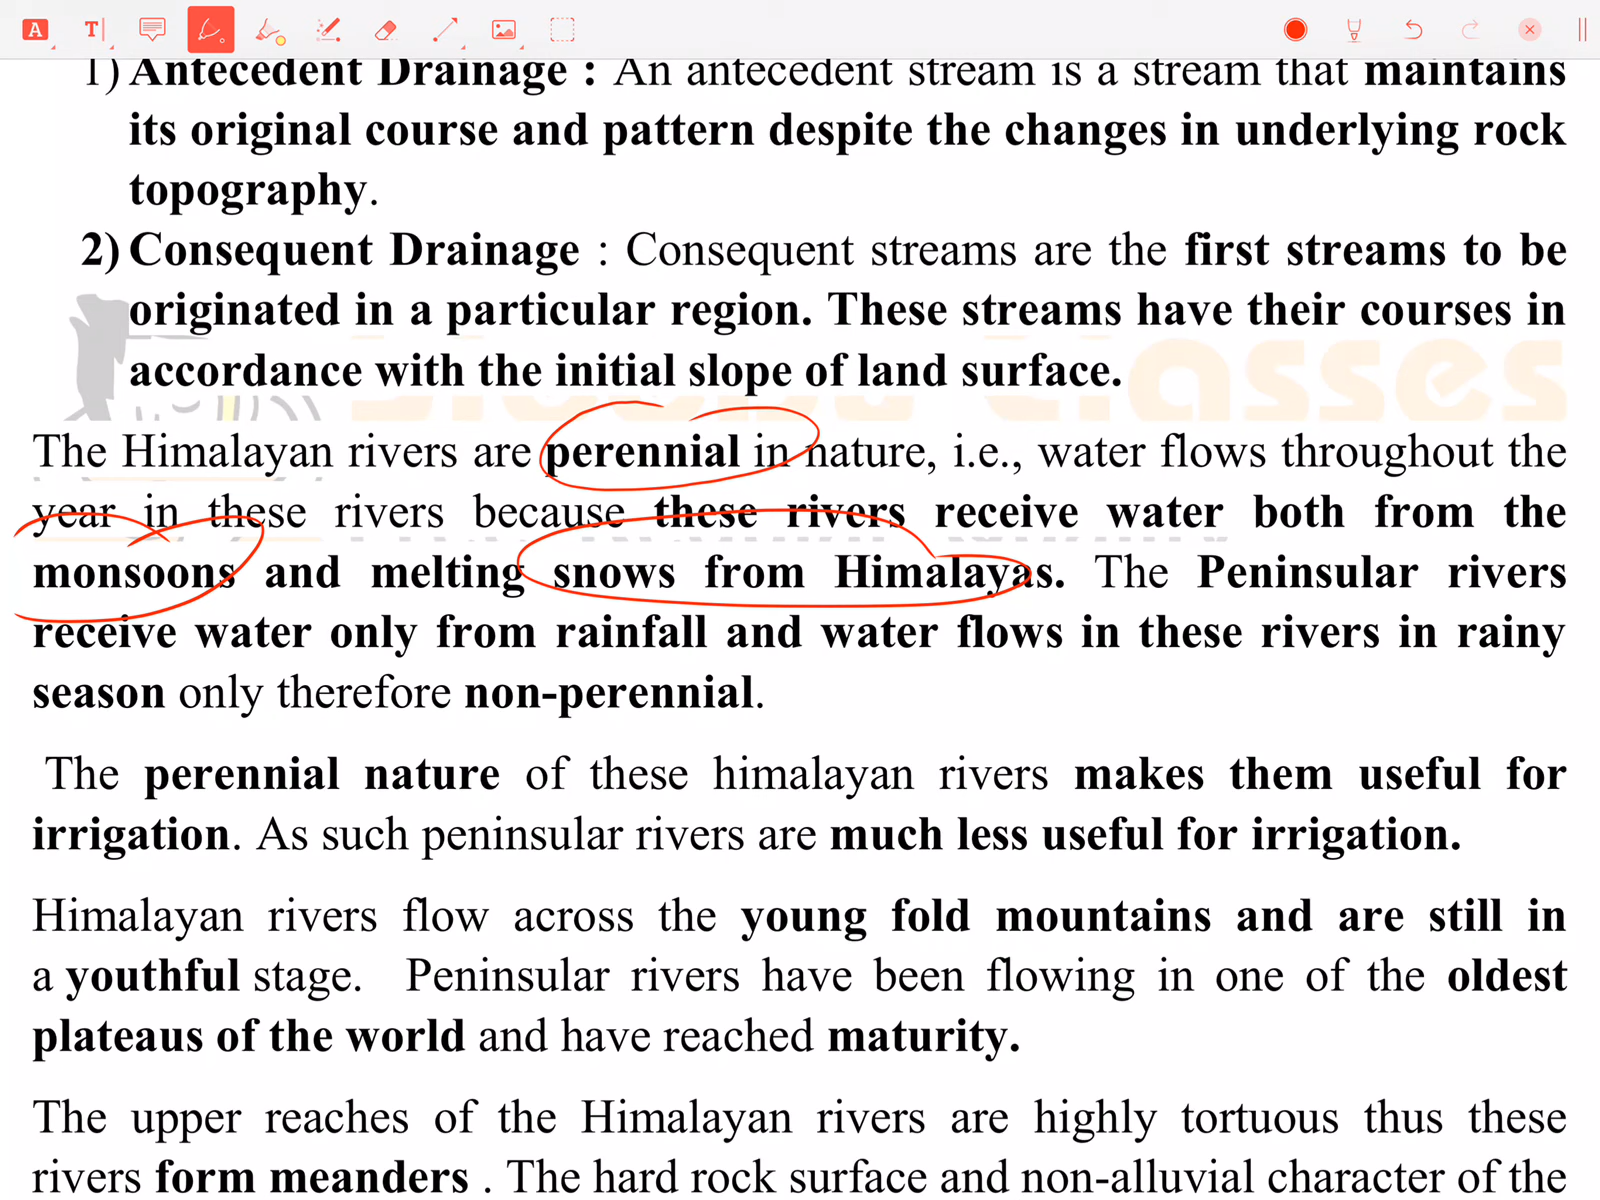 1) Antecedent Drainage : An antecedent stream is a stream that maintains
its original course and pattern despite the changes in underlying rock
topography.
2) Consequent Drainage : Consequent streams are the first streams to be
originated in a particular region. These streams have their courses in
accordance with the initial slope of land surface.
The Himalayan rivers are perennial in nature, i.e., water flows throughout the
year in these rivers because these rivers receive water both from the
monsoons and melting snows from Himalayas. The Peninsular rivers
receive water only from rainfall and water flows in these rivers in rainy
season only therefore non-perennial.
The perennial nature of these himalayan rivers makes them useful for
irrigation. As such peninsular rivers are much less useful for irrigation.
Himalayan rivers flow across the young fold mountains and are still in
a youthful stage. Peninsular rivers have been flowing in one of the oldest
plateaus of the world and have reached maturity.
The upper reaches of the Himalayan rivers are highly tortuous thus these
rivers form meanders . The hard rock surface and non-alluvial character of the